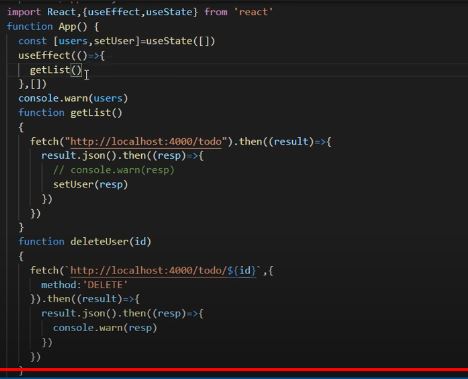 import React,{useEffect,useState} from 'react'
function App() {
  const [users,setUser]=useState([])
  useEffect(()=>{
    getList()
  },[])
  console.warn(users)
  function getList()
  {
    fetch("http://localhost:4000/todo").then((result)=>{
      result.json().then((resp)=>{
        // console.warn(resp)
        setUser(resp)
      })
    })
  }
  function deleteUser(id)
  {
    fetch(`http://localhost:4000/todo/${id}`,{
      method:'DELETE'
    }).then((result)=>{
      result.json().then((resp)=>{
        console.warn(resp)
      })
    })
  }